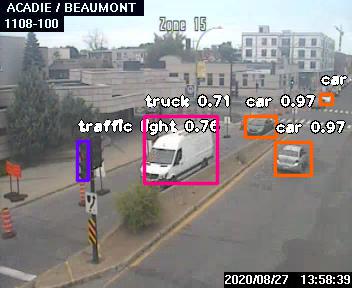 ACADIE / BEAUMONT
1108-100
Zone 15
car
truck 0.71
car 0.97
traffic light 0.76
car 0.97
2020/08/27 13:58:39